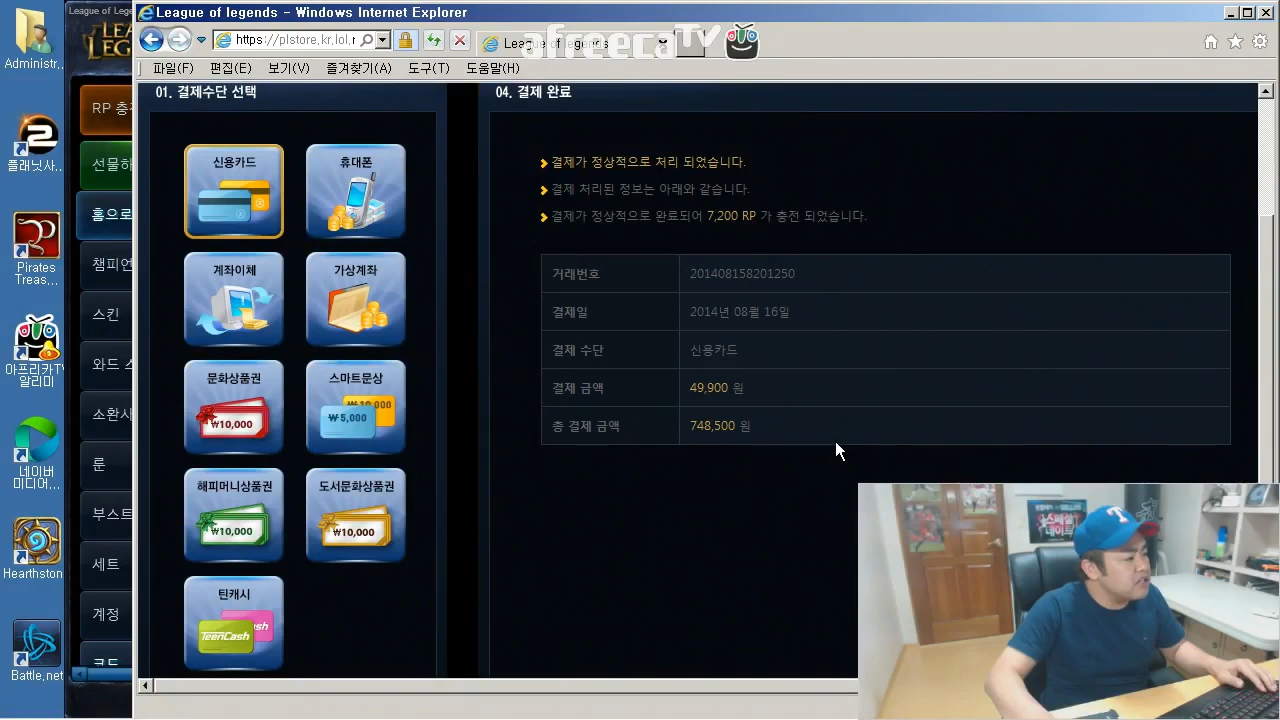 League of Lege
League of legends - Windows Internet Explorer
https://plstore.kr.lol.r
League of legends
afreecaTV
파일(F) 편집(E) 보기(V) 즐겨찾기(A) 도구(T) 도움말(H)
Administr...
플래닛사..
Pirates
Treas...
아프리카TV
알리미
네이버
미디어...
Hearthston
Battle.net
LEA
LEG
RP 충
선물하
홈으로
챔피언
스킨
와드 스
소환사
룬
부스트
세트
계정
코드
01. 결제수단 선택
신용카드
휴대폰
계좌이체
가상계좌
문화상품권
₩10,000
스마트문상
₩10,000
₩5,000
해피머니상품권
₩10,000
도서문화상품권
₩10,000
틴캐시
TeenCash
sh
04. 결제 완료
결제가 정상적으로 처리 되었습니다.
결제 처리된 정보는 아래와 같습니다.
결제가 정상적으로 완료되어 7,200 RP 가 충전 되었습니다.
거래번호 201408158201250
결제일 2014년 08월 16일
결제 수단 신용카드
결제 금액 49,900 원
총 결제 금액 748,500 원
T